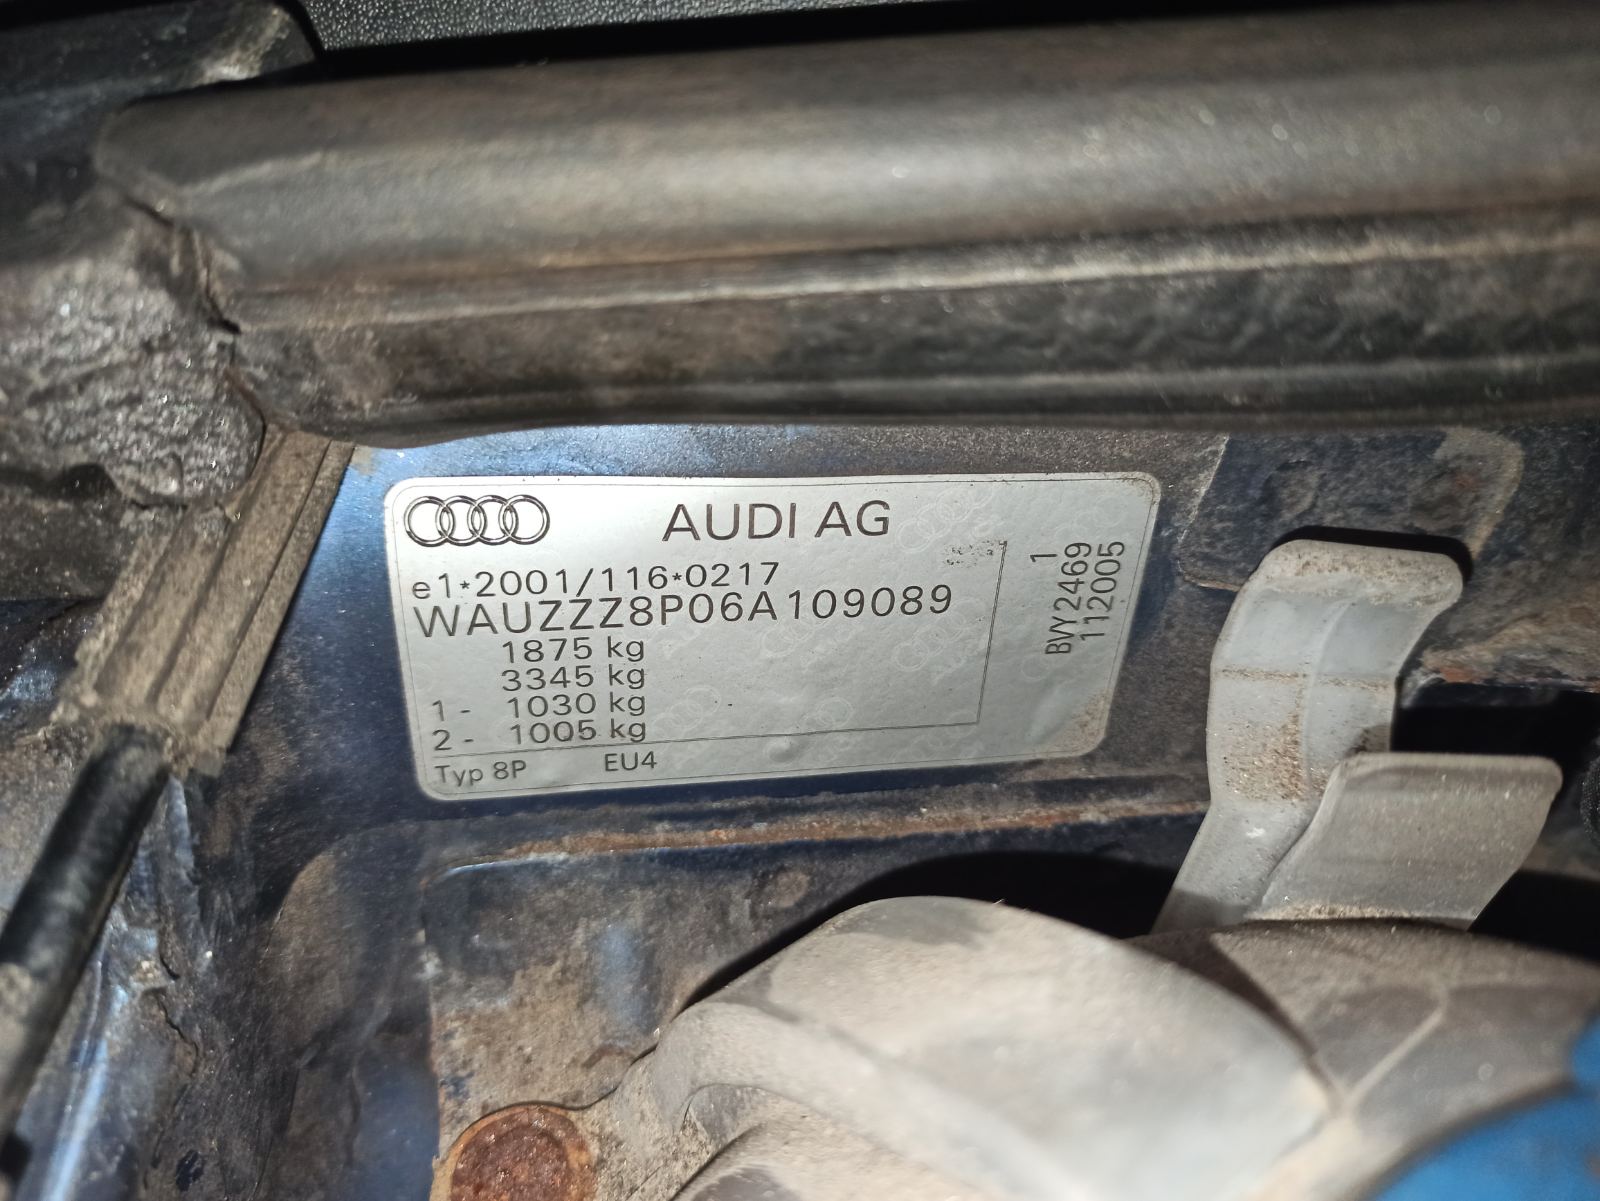 AUDI AG
e1*2001/116*0217
WAUZZZ8P06A109089
1875 kg
3345 kg
1 - 1030 kg
2 - 1005 kg
Typ 8P EU4
1
BVY22469
112005